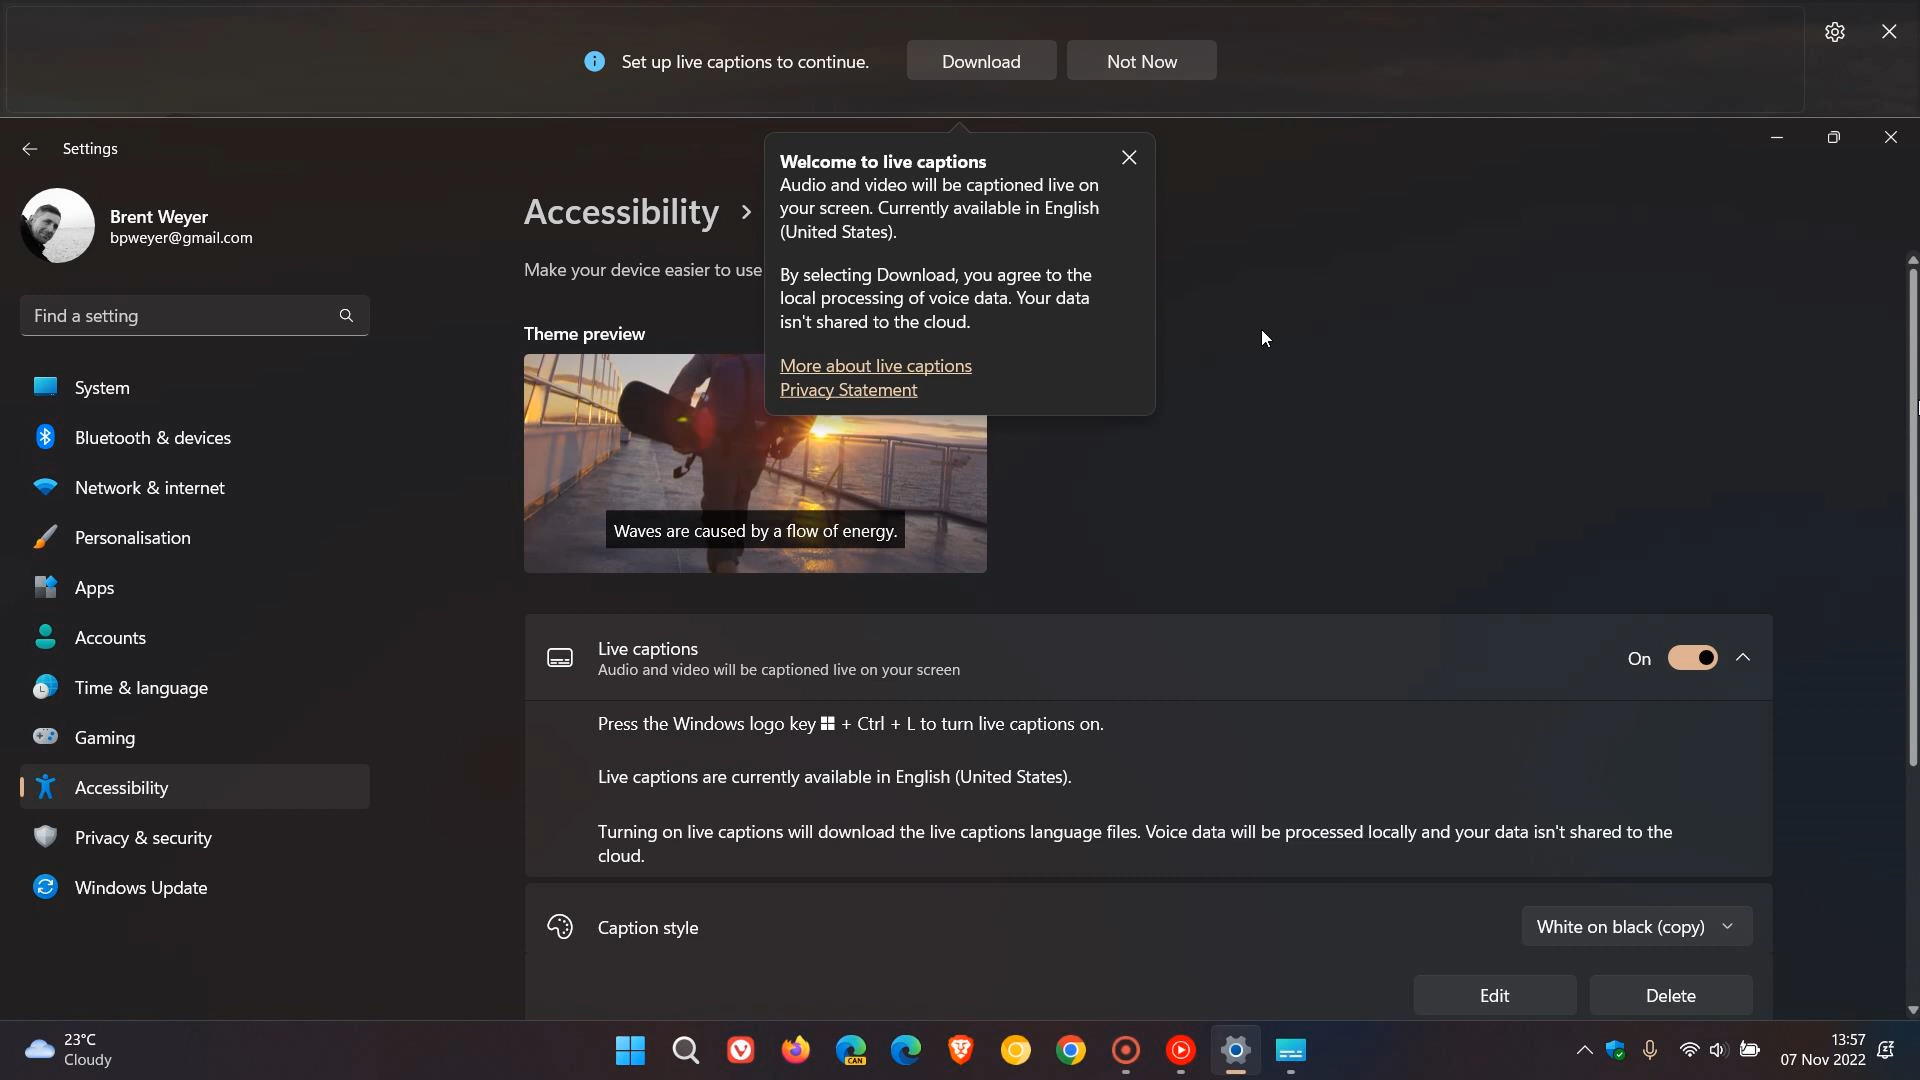 Set up live captions to continue.
Download
Not Now
Settings
Brent Weyer
bpweyer@gmail.com
Find a setting
System
Bluetooth & devices
Network & internet
Personalisation
Apps
Accounts
Time & language
Gaming
Accessibility
Privacy & security
Windows Update
Accessibility >
Make your device easier to use
Theme preview
Waves are caused by a flow of energy.
Welcome to live captions
Audio and video will be captioned live on
your screen. Currently available in English
(United States).
By selecting Download, you agree to the
local processing of voice data. Your data
isn't shared to the cloud.
More about live captions
Privacy Statement
Live captions
Audio and video will be captioned live on your screen
On
Press the Windows logo key + Ctrl + L to turn live captions on.
Live captions are currently available in English (United States).
Turning on live captions will download the live captions language files. Voice data will be processed locally and your data isn't shared to the
cloud.
Caption style
White on black (copy)
Edit
Delete
23°C
Cloudy
CAN
13:57
07 Nov 2022